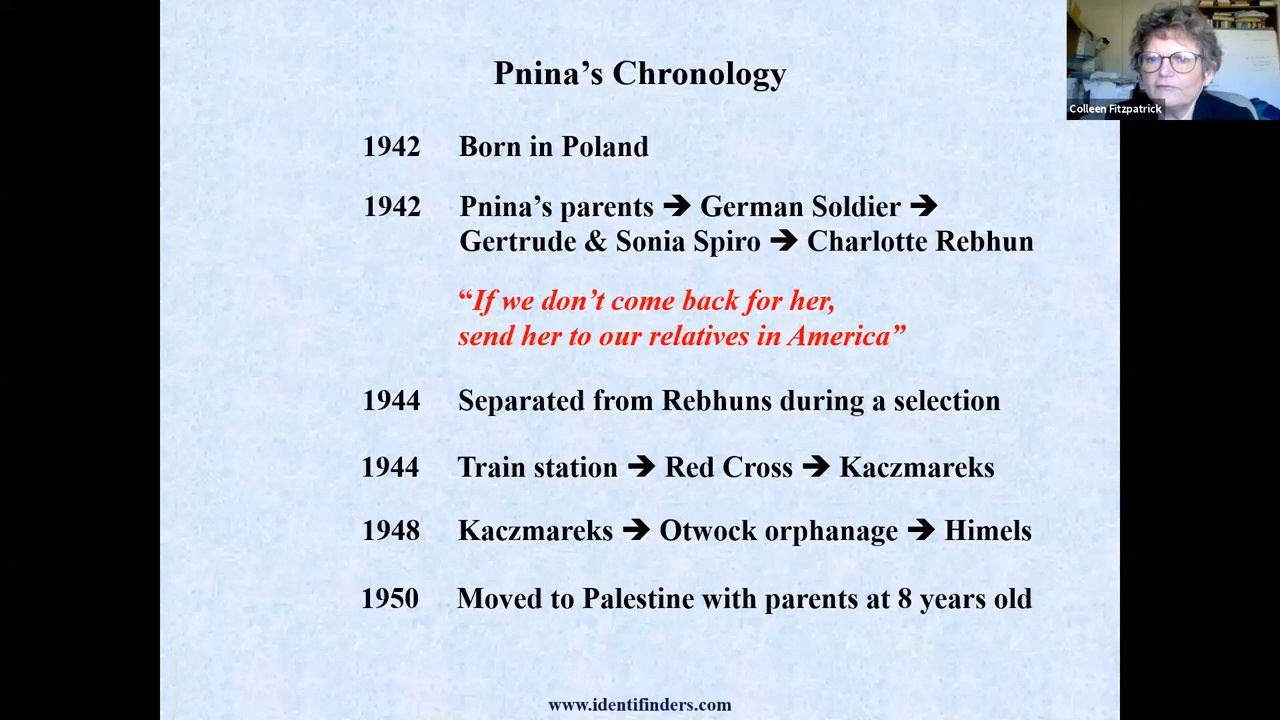 Pnina’s Chronology
Colleen Fitzpatrick
1942 Born in Poland
1942 Pnina’s parents ➔ German Soldier ➔
Gertrude & Sonia Spiro ➔ Charlotte Rebhun
“If we don’t come back for her,
send her to our relatives in America”
1944 Separated from Rebhuns during a selection
1944 Train station ➔ Red Cross ➔ Kaczmareks
1948 Kaczmareks ➔ Otwock orphanage ➔ Himels
1950 Moved to Palestine with parents at 8 years old
www.identifinders.com